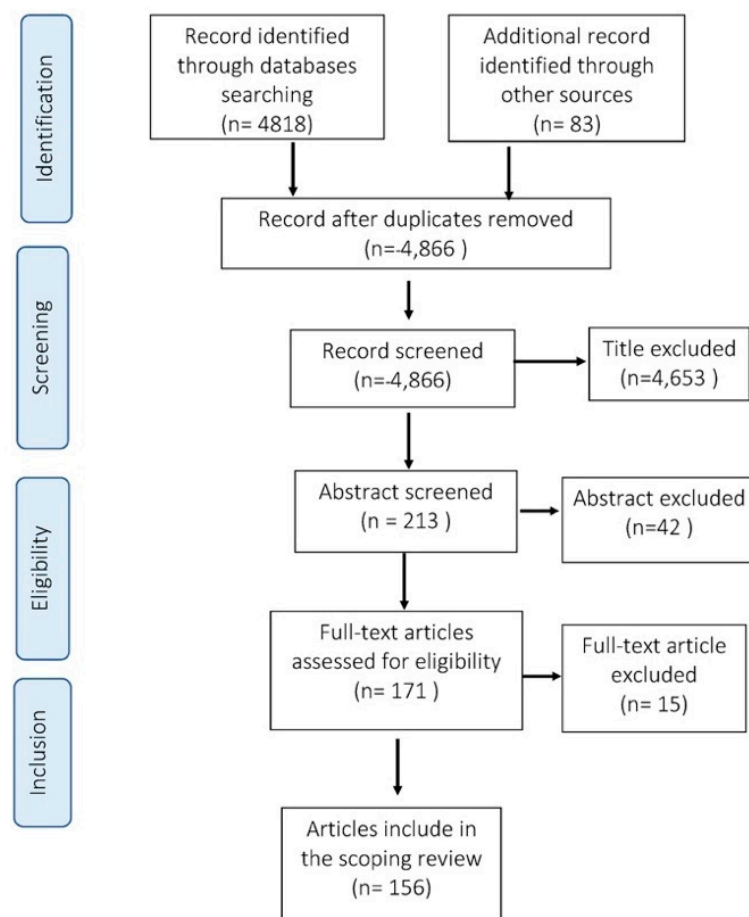 Identification
Record identified
through databases
searching
(n= 4818)
Additional record
identified through
other sources
(n= 83)
Record after duplicates removed
(n=-4,866 )
Screening
Record screened
(n=-4,866)
Title excluded
(n=4,653 )
Eligibility
Abstract screened
(n = 213 )
Abstract excluded
(n=42 )
Full-text articles
assessed for eligibility
(n= 171 )
Full-text article
excluded
(n= 15)
Inclusion
Articles include in
the scoping review
(n= 156)